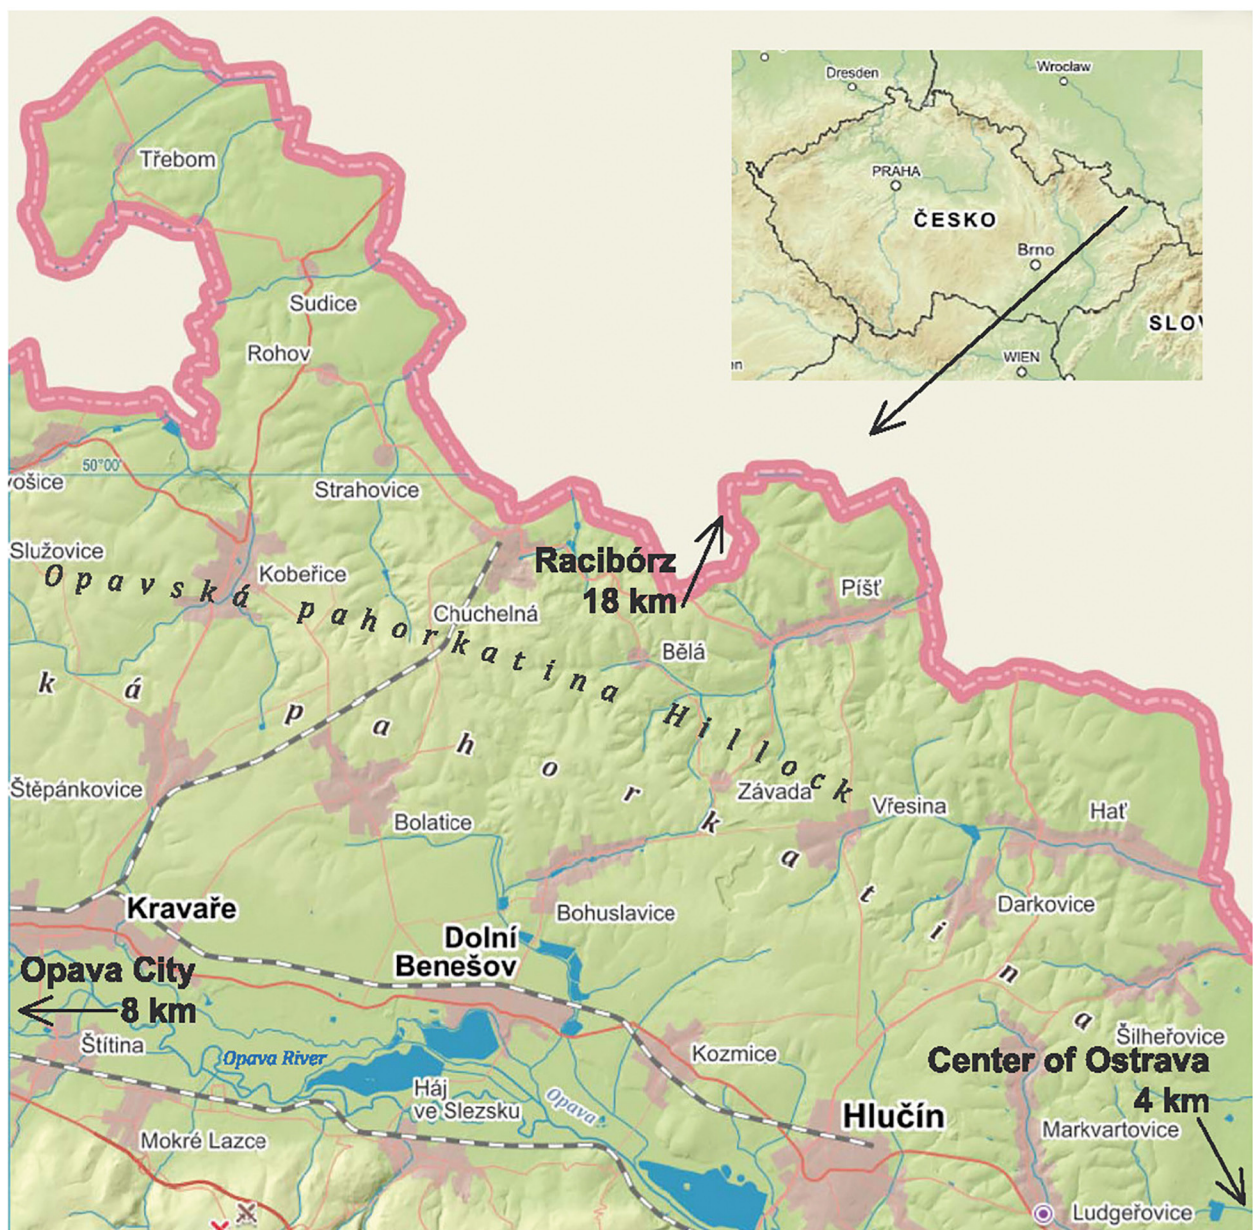 Dresden
Wrocław
PRAHA
ČESKO
Brno
SLOV
WIEN
en
Třebom
Sudice
Rohov
50°00'
vošice
Strahovice
Služovice
Opavská pahorkatina Hillock
Kobeřice
Chuchelná
Racibórz
18 km
Píšť
Bělá
ká pahorkatina
Štěpánkovice
Bolatice
Závada
Vřesina
Hať
Kravaře
Bohuslavice
Darkovice
Dolní
Benešov
Opava City
8 km
Štítina
Opava River
Háj
ve Slezsku
Opava
Kozmice
Šilheřovice
Center of Ostrava
4 km
Hlučín
Markvartovice
Mokré Lazce
Ludgeřovice